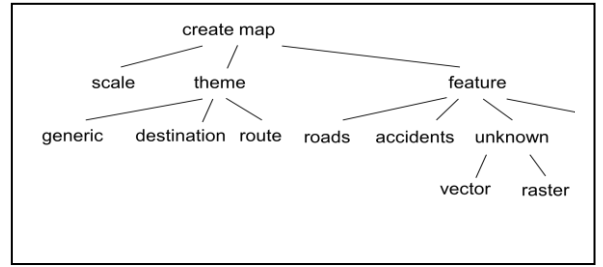 create map
scale theme feature
generic destination route roads accidents unknown
vector raster